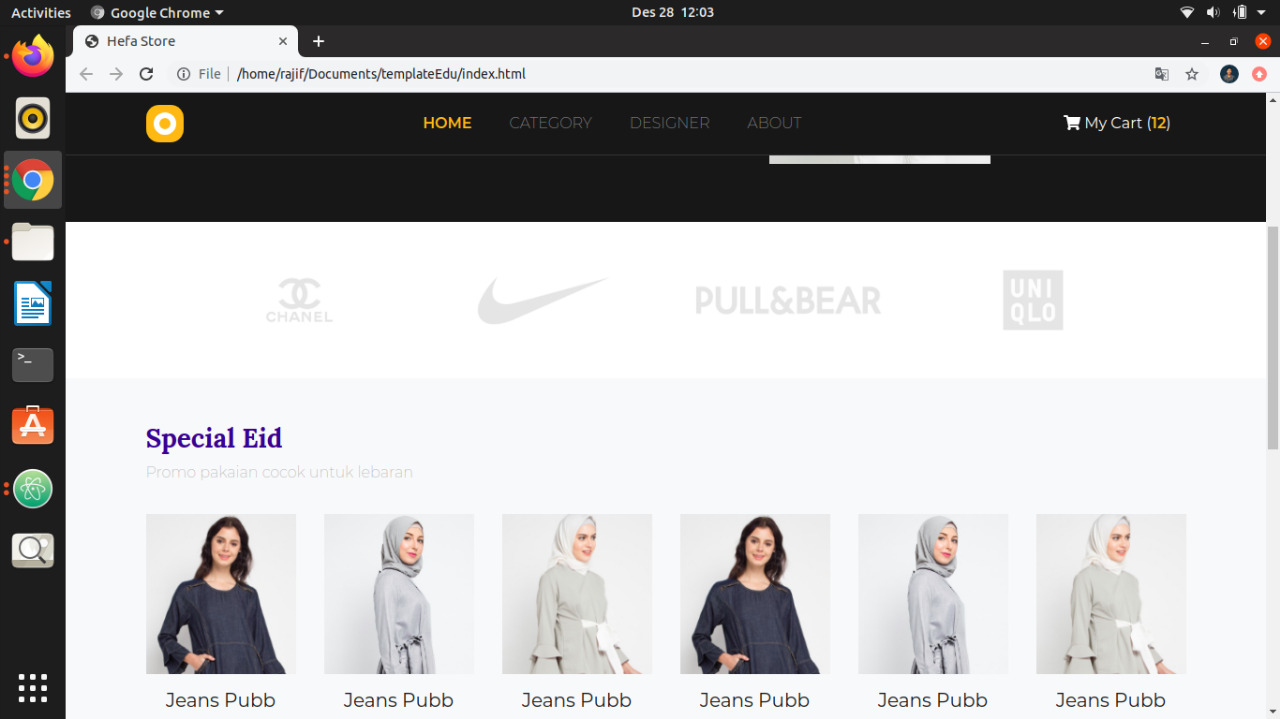 Activities Google Chrome Des 28 12:03
Hefa Store
File /home/rajif/Documents/templateEdu/index.html
HOME CATEGORY DESIGNER ABOUT My Cart (12)
CHANEL PULL&BEAR UNI
QLO
Special Eid
Promo pakaian cocok untuk lebaran
Jeans Pubb Jeans Pubb Jeans Pubb Jeans Pubb Jeans Pubb Jeans Pubb